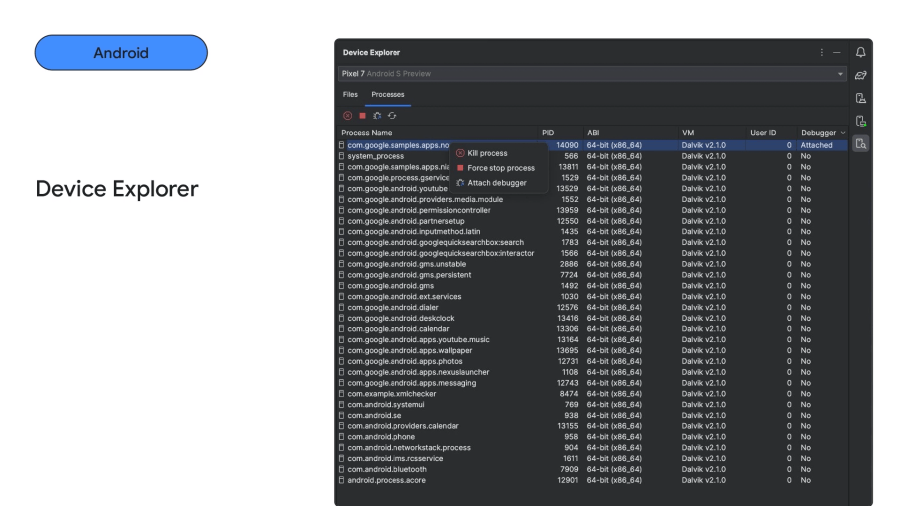 Android
Device Explorer
Device Explorer
Pixel 7 Android S Preview
Files Processes
Process Name PID ABI VM User ID Debugger
com.google.samples.apps.no 14090 64-bit (x86_64) Dalvik v2.1.0 0 Attached
system_process 566 64-bit (x86_64) Dalvik v2.1.0 0 No
com.google.samples.apps.nia 13811 64-bit (x86_64) Dalvik v2.1.0 0 No
com.google.process.gservice 1529 64-bit (x86_64) Dalvik v2.1.0 0 No
com.google.android.youtube 13529 64-bit (x86_64) Dalvik v2.1.0 0 No
com.google.android.providers.media.module 1552 64-bit (x86_64) Dalvik v2.1.0 0 No
com.google.android.permissioncontroller 13959 64-bit (x86_64) Dalvik v2.1.0 0 No
com.google.android.partnersetup 12550 64-bit (x86_64) Dalvik v2.1.0 0 No
com.google.android.inputmethod.latin 1435 64-bit (x86_64) Dalvik v2.1.0 0 No
com.google.android.googlequicksearchbox:search 1783 64-bit (x86_64) Dalvik v2.1.0 0 No
com.google.android.googlequicksearchbox:interactor 1566 64-bit (x86_64) Dalvik v2.1.0 0 No
com.google.android.gms.unstable 2886 64-bit (x86_64) Dalvik v2.1.0 0 No
com.google.android.gms.persistent 7724 64-bit (x86_64) Dalvik v2.1.0 0 No
com.google.android.gms 1492 64-bit (x86_64) Dalvik v2.1.0 0 No
com.google.android.ext.services 1030 64-bit (x86_64) Dalvik v2.1.0 0 No
com.google.android.dialer 12576 64-bit (x86_64) Dalvik v2.1.0 0 No
com.google.android.deskclock 13416 64-bit (x86_64) Dalvik v2.1.0 0 No
com.google.android.calendar 13306 64-bit (x86_64) Dalvik v2.1.0 0 No
com.google.android.apps.youtube.music 13164 64-bit (x86_64) Dalvik v2.1.0 0 No
com.google.android.apps.wallpaper 13695 64-bit (x86_64) Dalvik v2.1.0 0 No
com.google.android.apps.photos 12731 64-bit (x86_64) Dalvik v2.1.0 0 No
com.google.android.apps.nexuslauncher 1108 64-bit (x86_64) Dalvik v2.1.0 0 No
com.google.android.apps.messaging 12743 64-bit (x86_64) Dalvik v2.1.0 0 No
com.example.xmlchecker 8474 64-bit (x86_64) Dalvik v2.1.0 0 No
com.android.systemui 769 64-bit (x86_64) Dalvik v2.1.0 0 No
com.android.se 938 64-bit (x86_64) Dalvik v2.1.0 0 No
com.android.providers.calendar 13155 64-bit (x86_64) Dalvik v2.1.0 0 No
com.android.phone 958 64-bit (x86_64) Dalvik v2.1.0 0 No
com.android.networkstack.process 904 64-bit (x86_64) Dalvik v2.1.0 0 No
com.android.ims.rcsservice 1611 64-bit (x86_64) Dalvik v2.1.0 0 No
com.android.bluetooth 7909 64-bit (x86_64) Dalvik v2.1.0 0 No
android.process.acore 12901 64-bit (x86_64) Dalvik v2.1.0 0 No
Kill process
Force stop process
Attach debugger